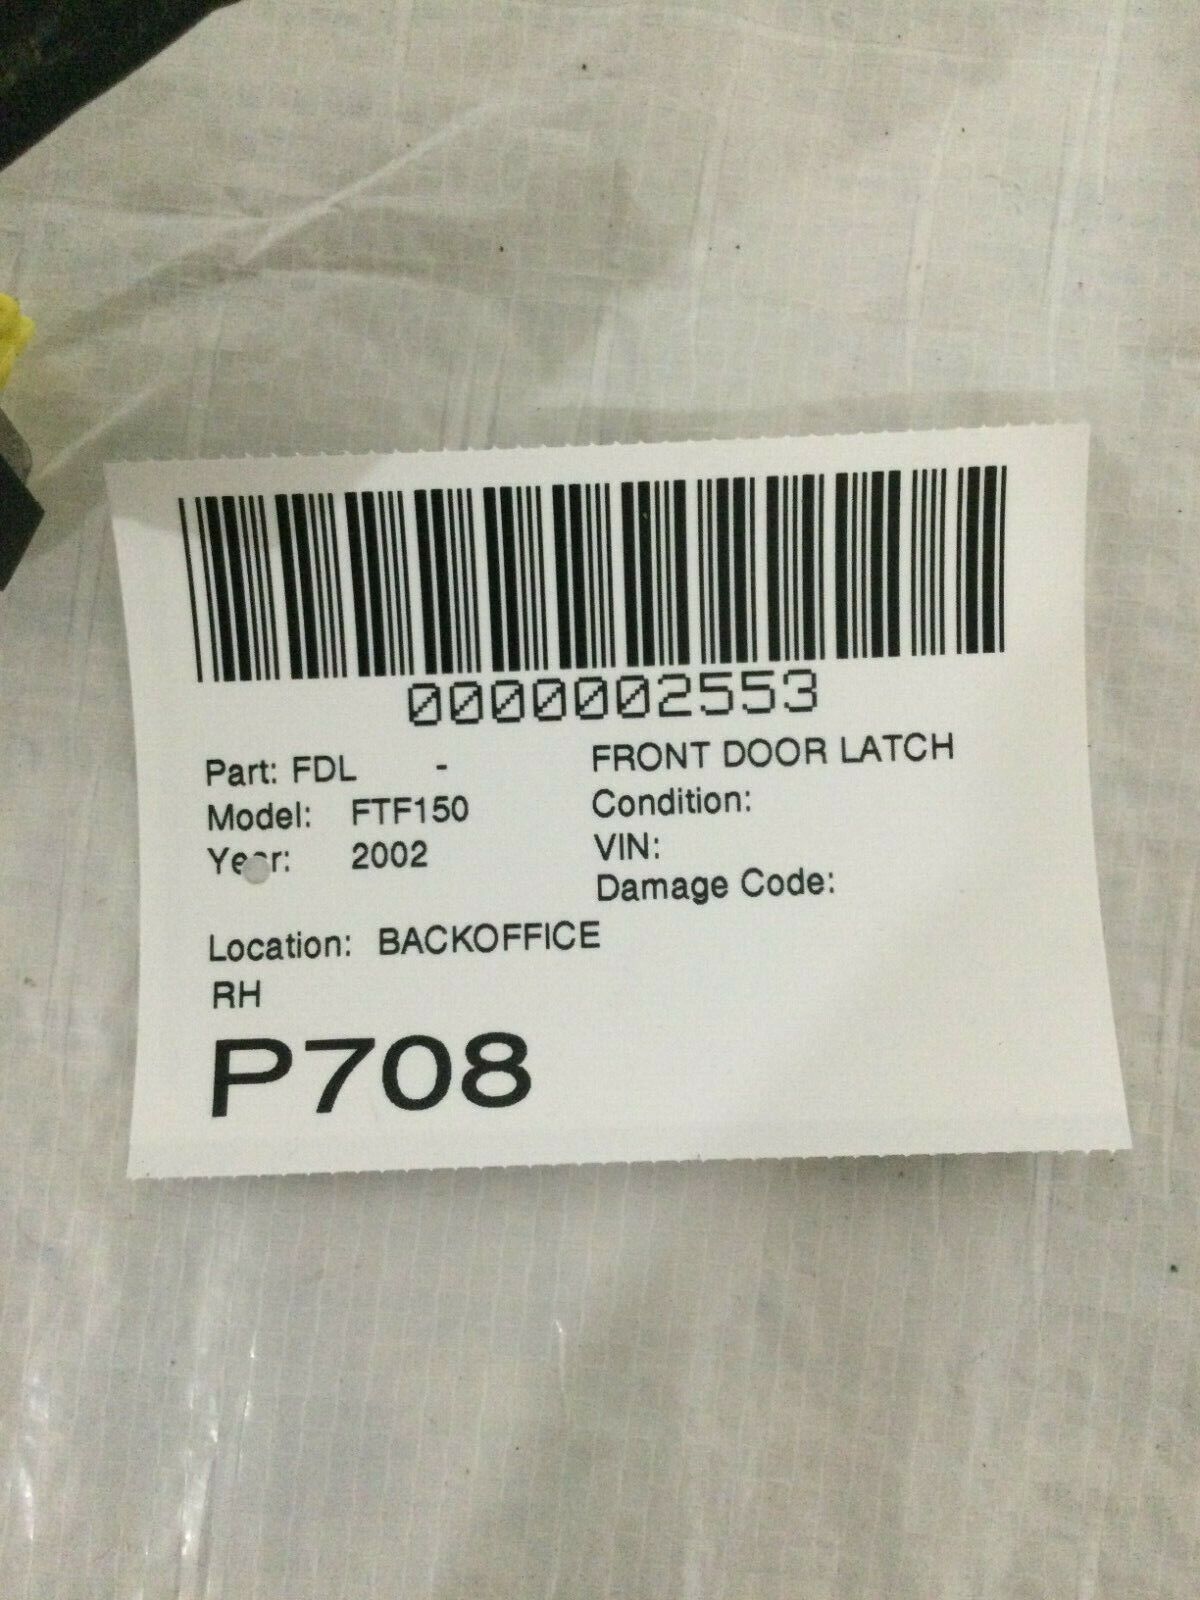 0000002553
Part: FDL - FRONT DOOR LATCH
Model: FTF150 Condition:
Year: 2002 VIN:
Damage Code:
Location: BACKOFFICE
RH
P708